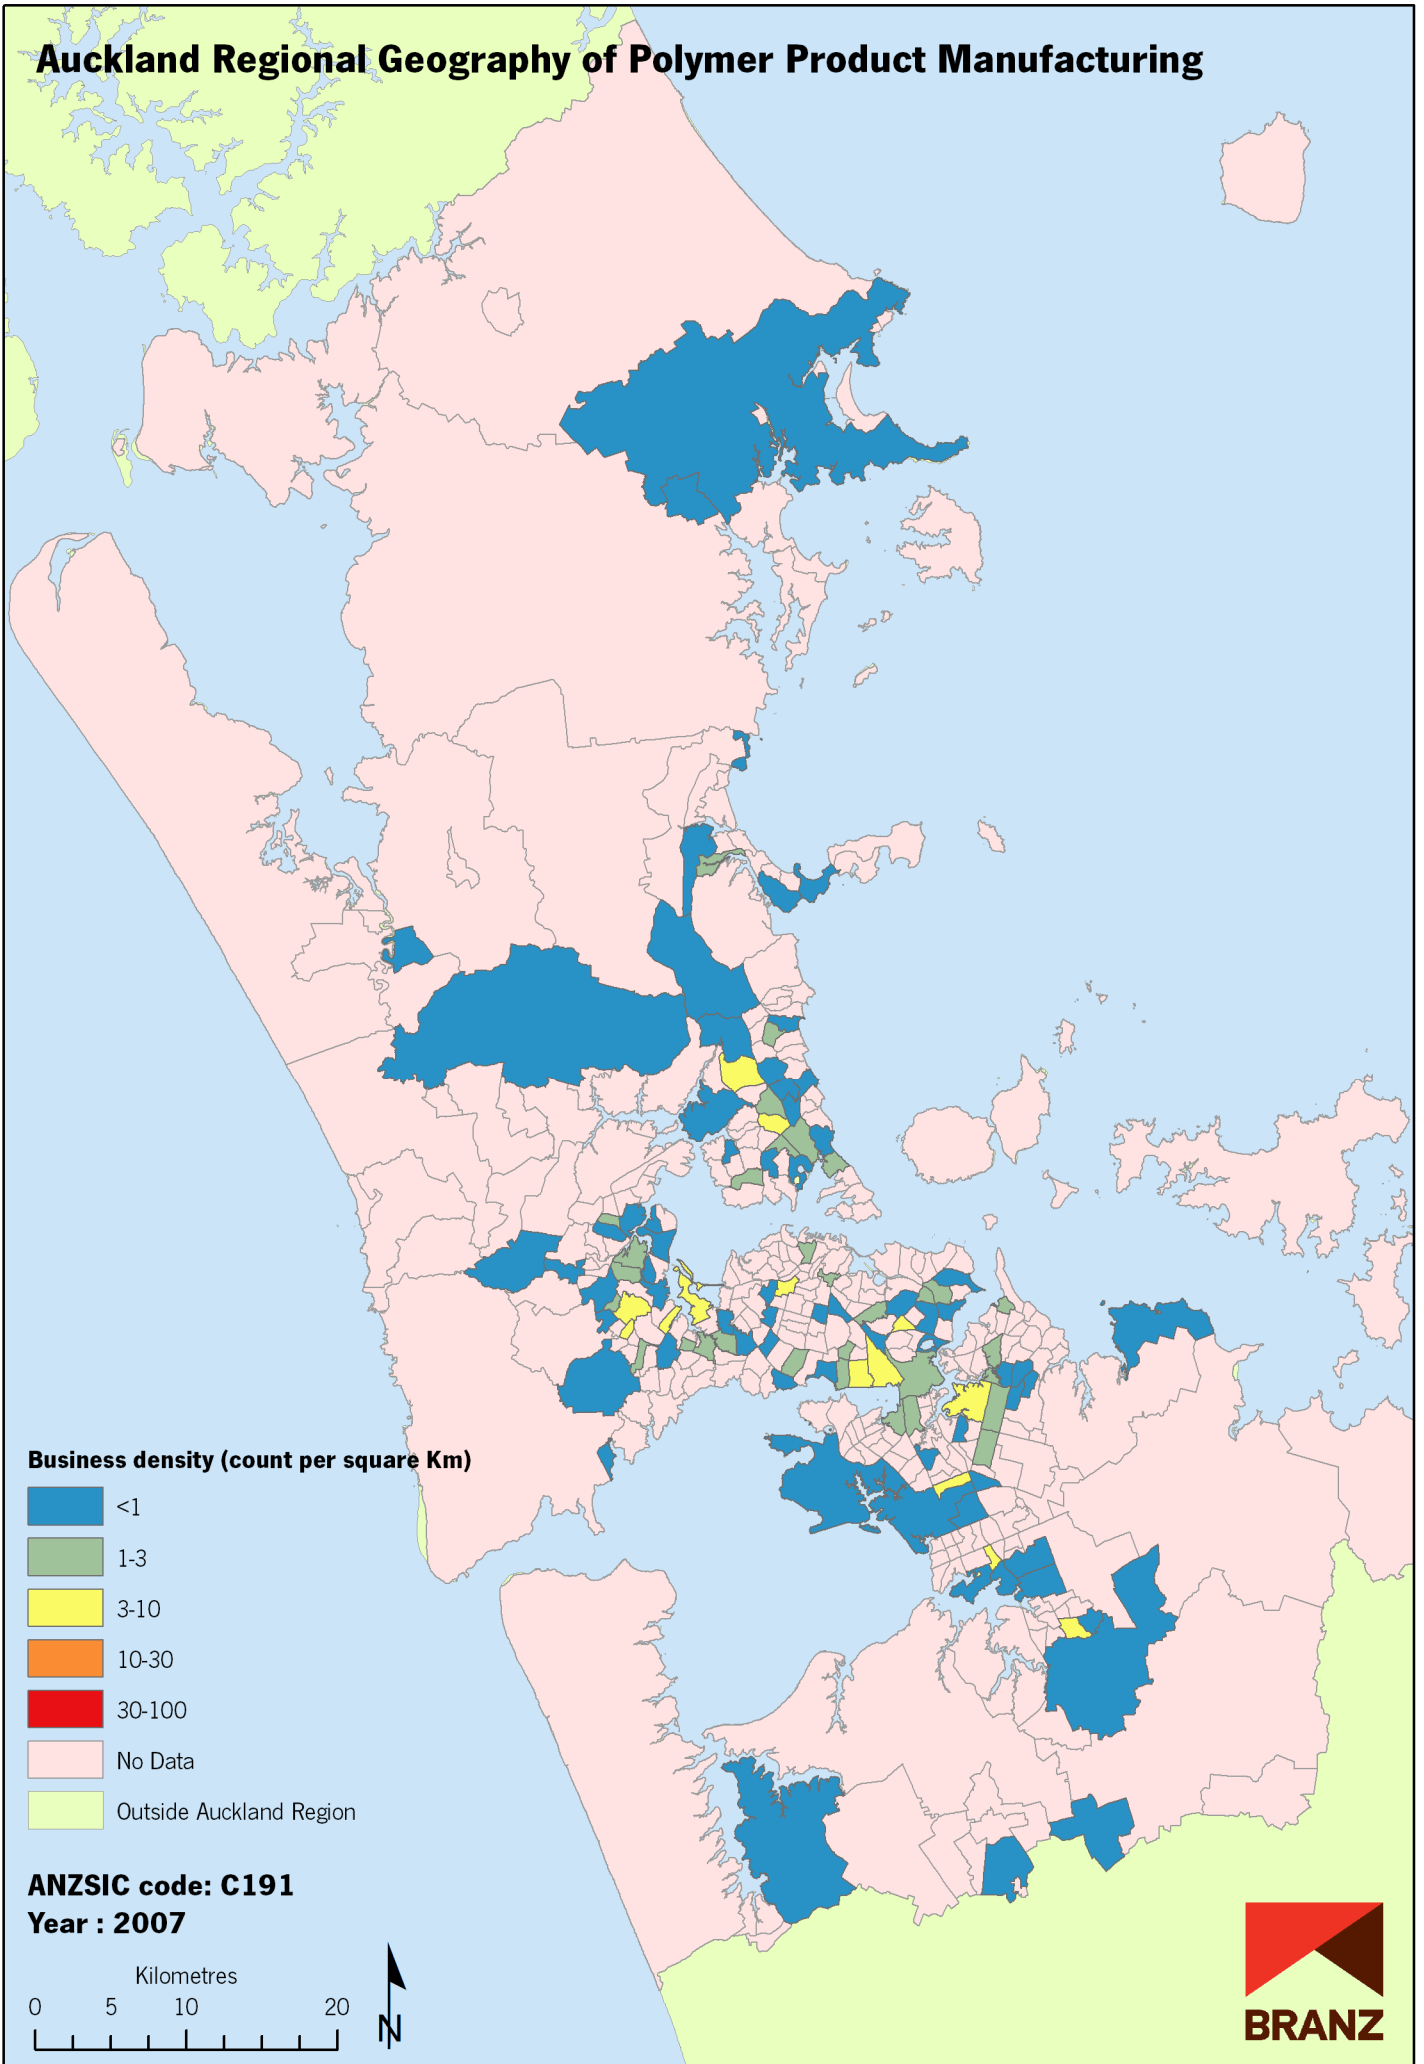 Auckland Regional Geography of Polymer Product Manufacturing
Business density (count per square Km)
<1
1-3
3-10
10-30
30-100
No Data
Outside Auckland Region
ANZSIC code: C191
Year : 2007
Kilometres
0 5 10 20
N
BRANZ